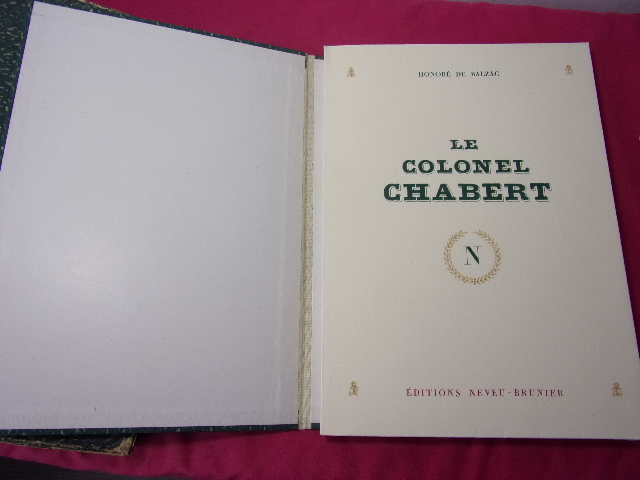 HONORÉ DE BALZAC
LE
COLONEL
CHABERT
N
ÉDITIONS NEVEU-BRUNIER